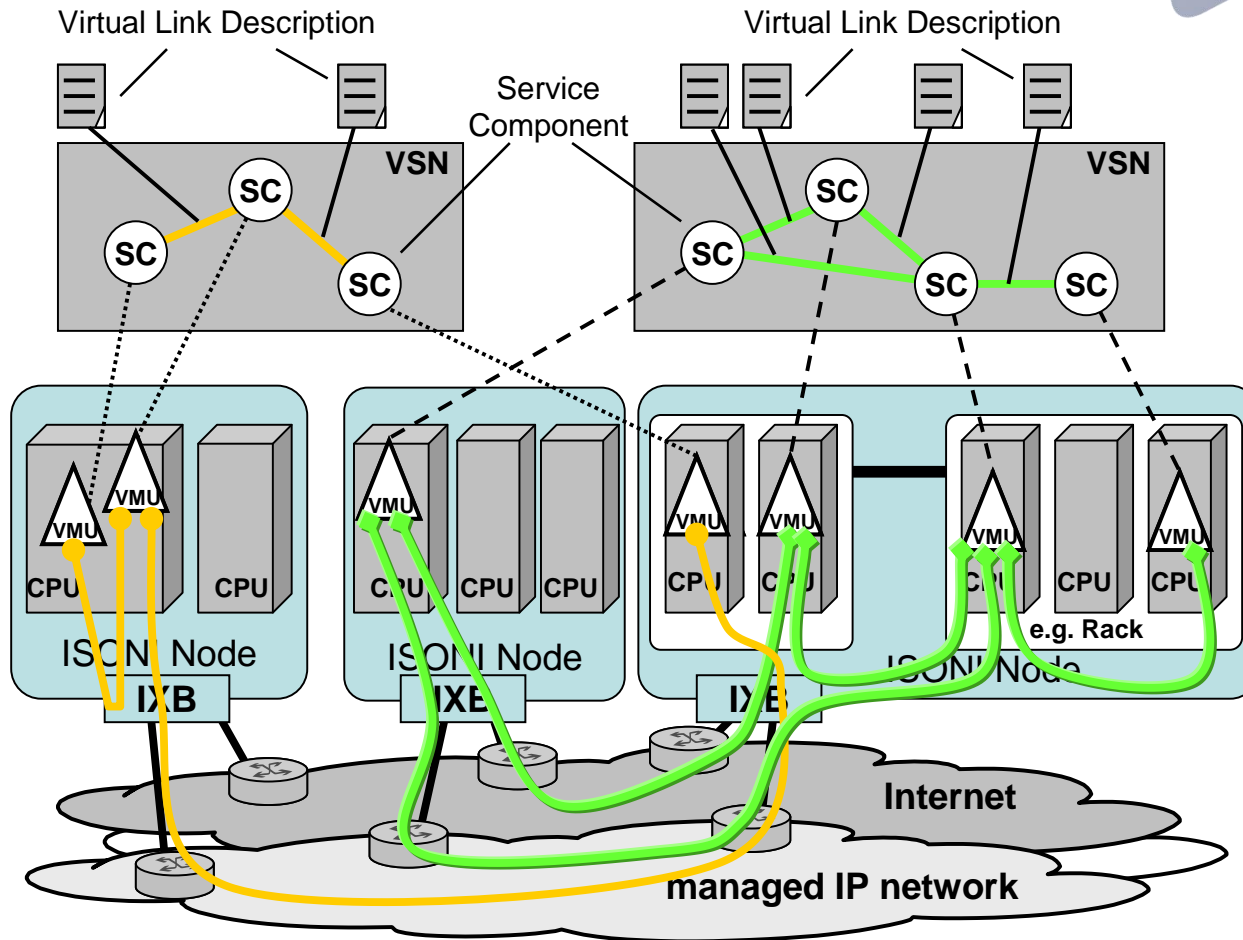 Virtual Link Description
Virtual Link Description
Service
Component
VSN
VSN
SC
SC
SC
SC
SC
SC
SC
VMU
VMU
VMU
VMU
VMU
VMU
VMU
CPU
CPU
CPU
CPU
CPU
CPU
CPU
CPU
CPU
CPU
e.g. Rack
ISONI Node
ISONI Node
ISONI Node
IXB
IXB
IXB
Internet
managed IP network